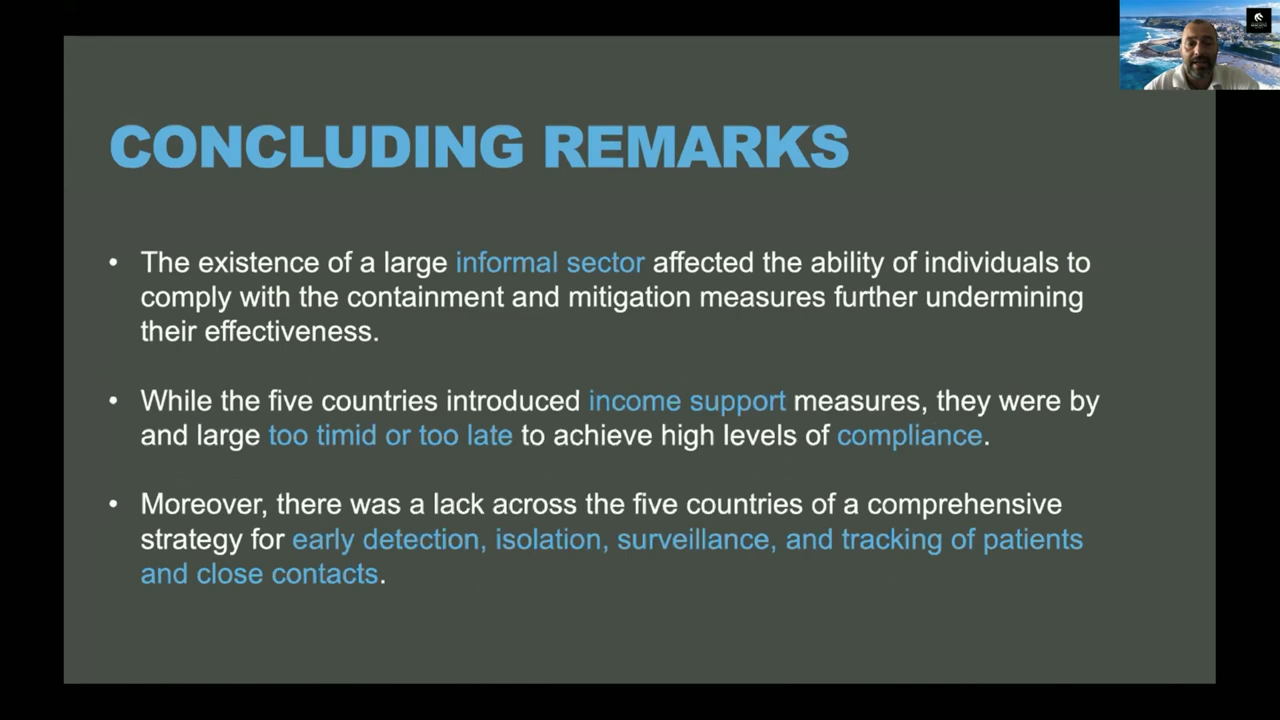 CONCLUDING REMARKS
• The existence of a large informal sector affected the ability of individuals to
comply with the containment and mitigation measures further undermining
their effectiveness.
• While the five countries introduced income support measures, they were by
and large too timid or too late to achieve high levels of compliance.
• Moreover, there was a lack across the five countries of a comprehensive
strategy for early detection, isolation, surveillance, and tracking of patients
and close contacts.